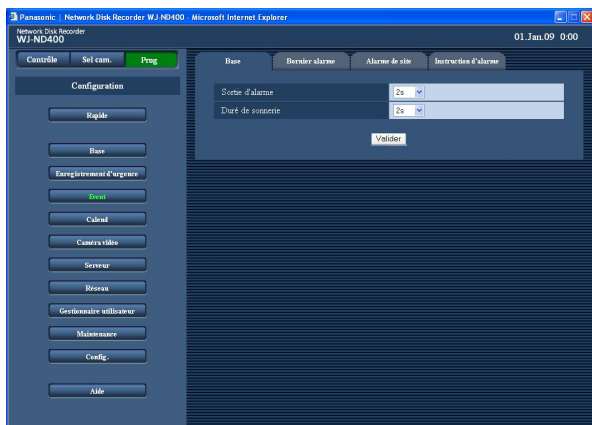 Panasonic | Network Disk Recorder WJ-ND400 - Microsoft Internet Explorer
Network Disk Recorder
WJ-ND400
01.Jan.09 0:00
Contrôle Sel cam. Prog
Base Bornier alarme Alarme de site Instruction d'alarme
Configuration
Rapide
Base
Enregistrement d'urgence
Event
Calend
Caméra vidéo
Serveur
Réseau
Gestionnaire utilisateur
Maintenance
Config.
Aide
Sortie d'alarme 2s
Duré de sonnerie 2s
Valider